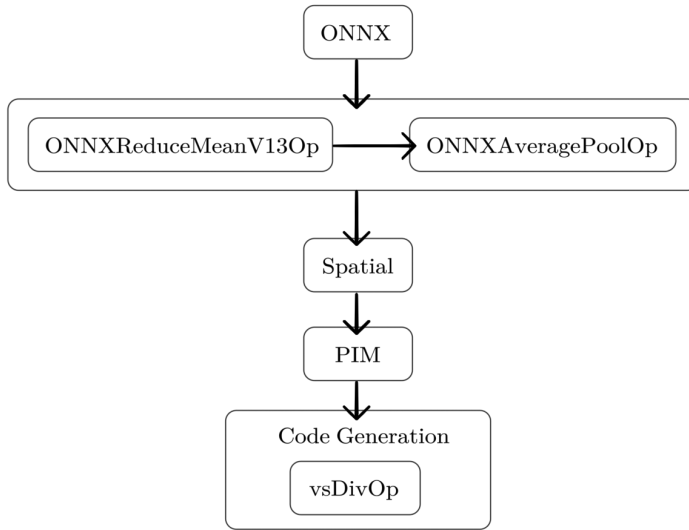 ONNX
ONNXReduceMeanV13Op
ONNXAveragePoolOp
Spatial
PIM
Code Generation
vsDivOp